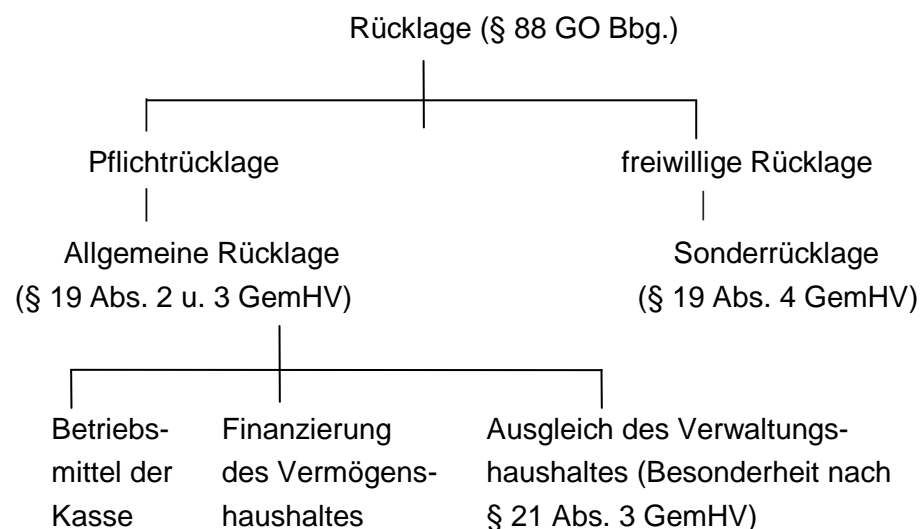 Rücklage (§ 88 GO Bbg.)
Pflichtrücklage
freiwillige Rücklage
Allgemeine Rücklage
(§ 19 Abs. 2 u. 3 GemHV)
Sonderrücklage
(§ 19 Abs. 4 GemHV)
Betriebs-
mittel der
Kasse
Finanzierung
des Vermögens-
haushaltes
Ausgleich des Verwaltungs-
haushaltes (Besonderheit nach
§ 21 Abs. 3 GemHV)